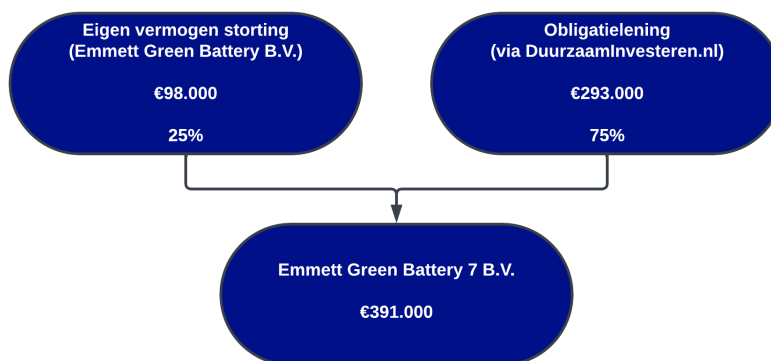 Eigen vermogen storting
(Emmett Green Battery B.V.)
€98.000
25%
Obligatielening
(via DuurzaamInvesteren.nl)
€293.000
75%
Emmett Green Battery 7 B.V.
€391.000